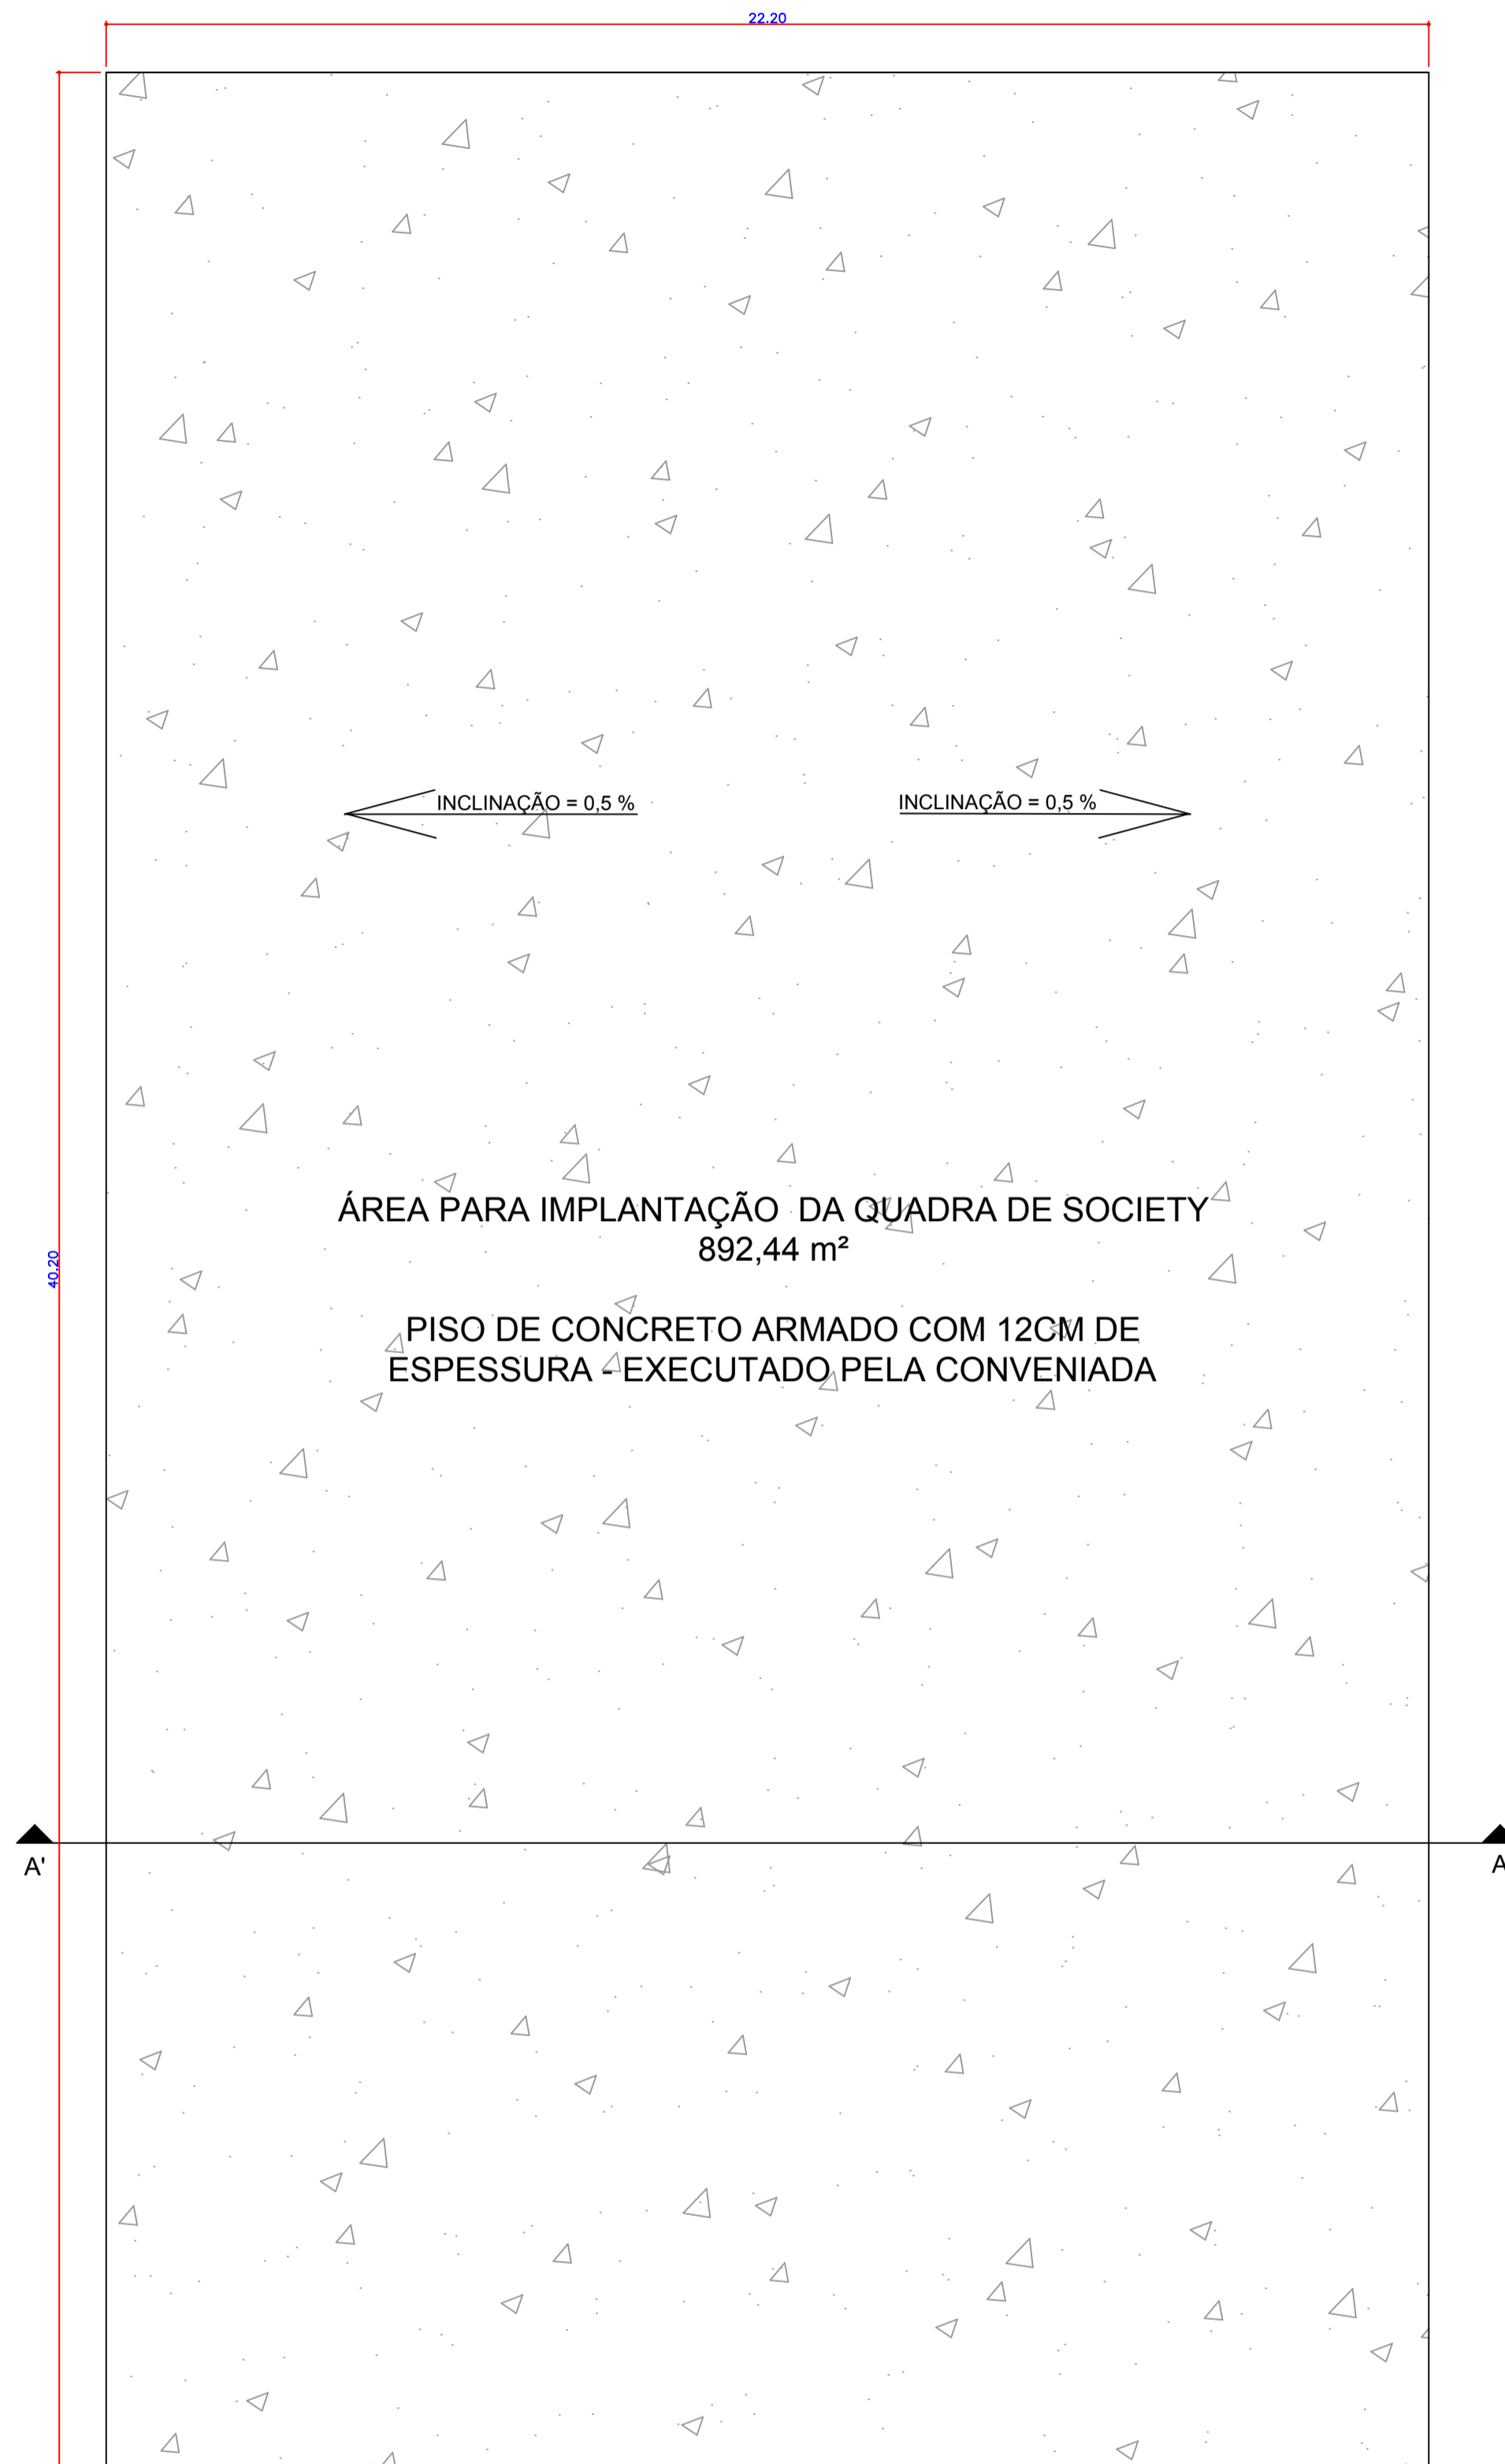 22.20
INCLINAÇÃO = 0,5 %
INCLINAÇÃO = 0,5 %
ÁREA PARA IMPLANTAÇÃO DA QUADRA DE SOCIETY
892,44 m²
40.20
PISO DE CONCRETO ARMADO COM 12CM DE
ESPESSURA - EXECUTADO PELA CONVENIADA
A'
A